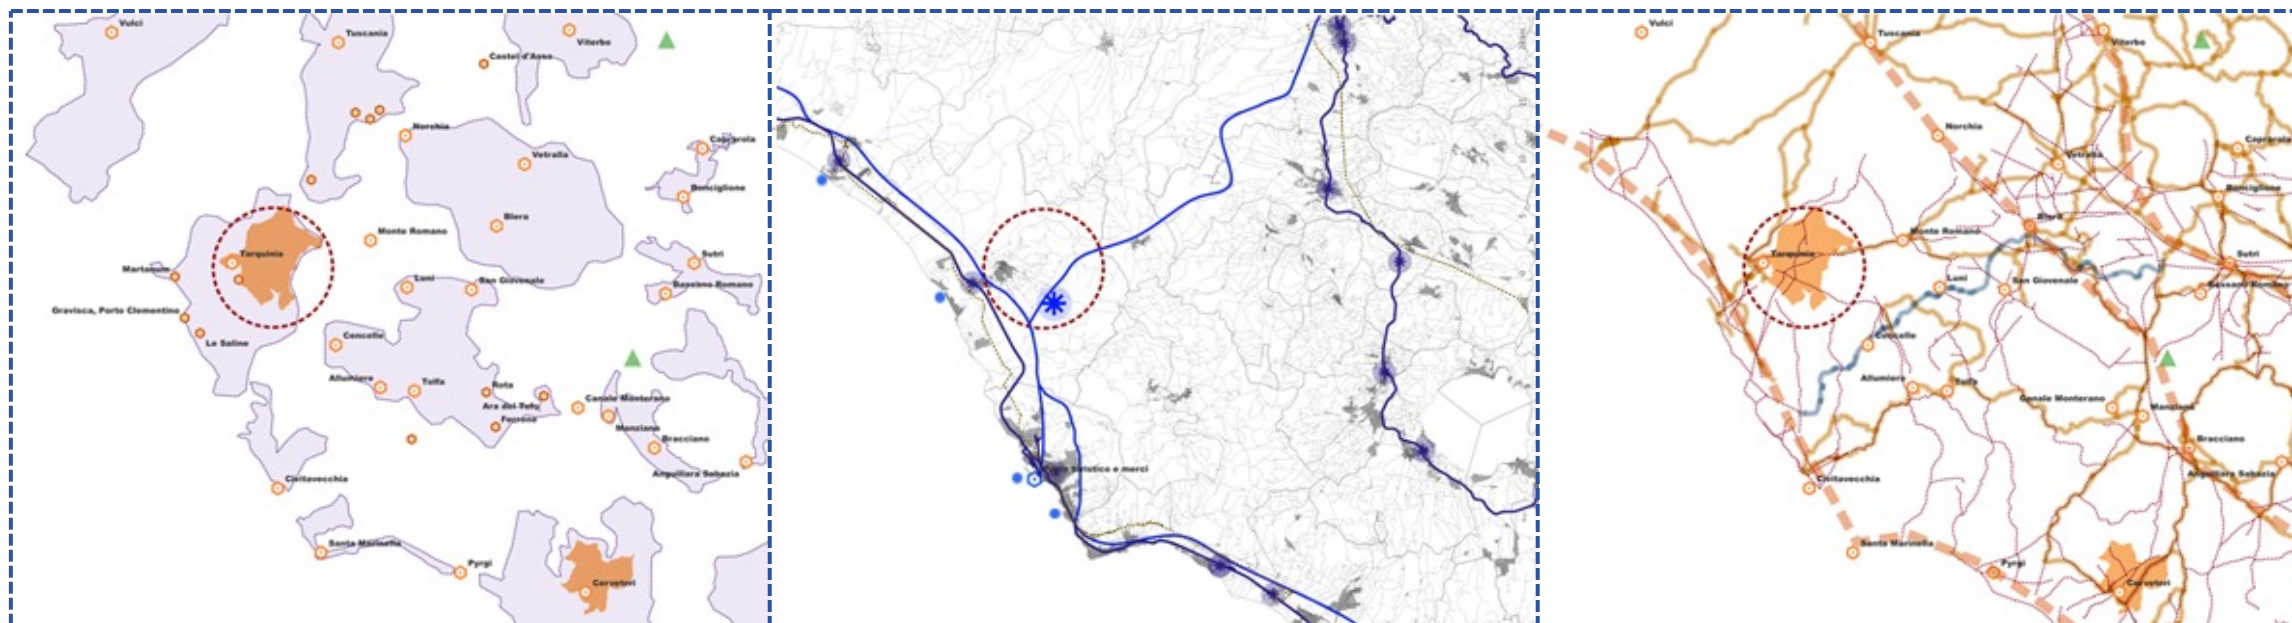 Vulci
Tuscania
Viterbo
Castel d'Asso
Norchia
Vetralla
Caprarola
Ronciglione
Blera
Monte Romano
Tarquinia
Martanum
Sutri
Luni
San Giovenale
Bassano Romano
Gravisca, Porto Clementino
Le Saline
Cencelle
Allumiere
Tolfa
Rota
Ara del Tufo
Ferrone
Canale Monterano
Manziana
Bracciano
Anguillara Sabazia
Civitavecchia
Santa Marinella
Pyrgi
Cerveteri
turistico e merci
Vulci
Tuscania
Viterbo
Norchia
Caprarola
Vetralla
Ronciglione
Blera
Monte Romano
Tarquinia
Sutri
Luni
San Giovenale
Bassano Romano
Cencelle
Allumiere
Tolfa
Canale Monterano
Manziana
Bracciano
Anguillara Sabazia
Civitavecchia
Santa Marinella
Pyrgi
Cerveteri